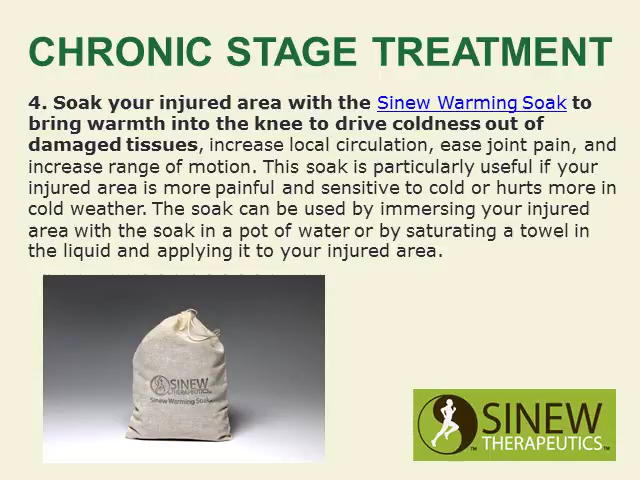 CHRONIC STAGE TREATMENT
4. Soak your injured area with the Sinew Warming Soak to
bring warmth into the knee to drive coldness out of
damaged tissues, increase local circulation, ease joint pain, and
increase range of motion. This soak is particularly useful if your
injured area is more painful and sensitive to cold or hurts more in
cold weather. The soak can be used by immersing your injured
area with the soak in a pot of water or by saturating a towel in
the liquid and applying it to your injured area.
SINEW
THERAPEUTICS
Sinew Warming Soak
SINEW
THERAPEUTICS™
™